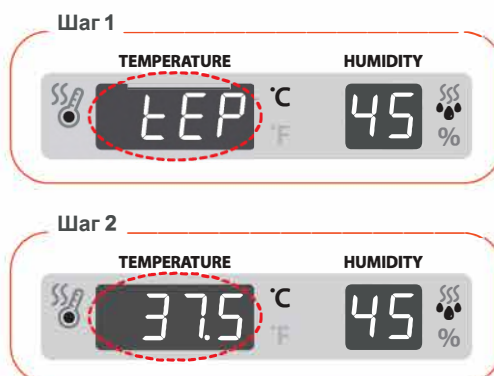 Шаг 1
TEMPERATURE HUMIDITY
tEP °C °F 45 %
Шаг 2
TEMPERATURE HUMIDITY
37.5 °C °F 45 %